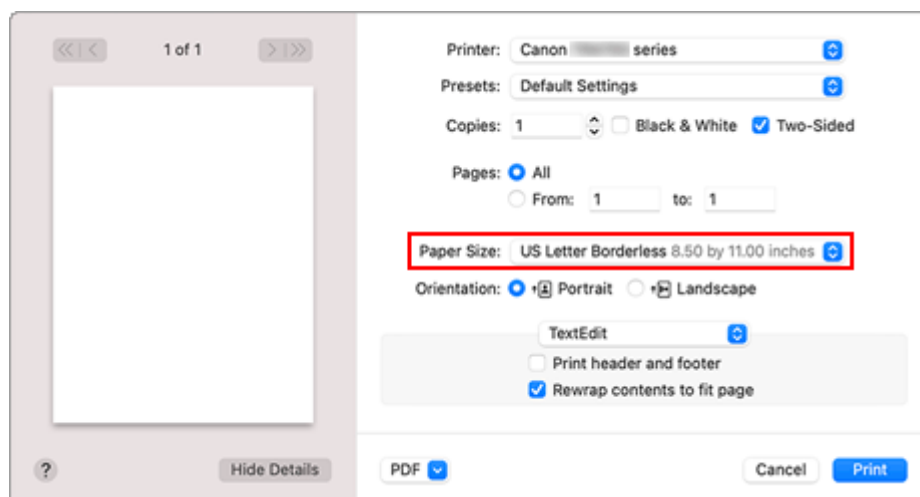 1 of 1
Printer: Canon series
Presets: Default Settings
Copies: 1 Black & White Two-Sided
Pages: All
From: 1 to: 1
Paper Size: US Letter Borderless 8.50 by 11.00 inches
Orientation: Portrait Landscape
TextEdit
Print header and footer
Rewrap contents to fit page
? Hide Details PDF Cancel Print